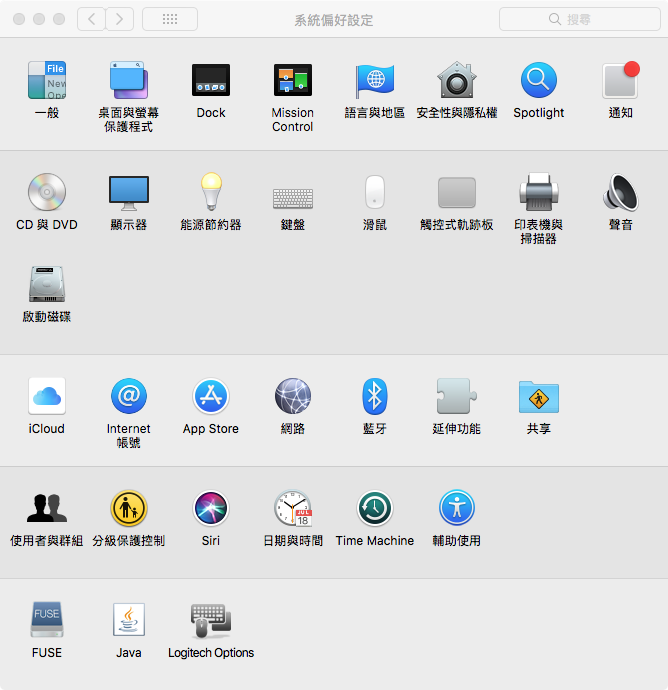 系統偏好設定
搜尋
File
New
Ope
一般
桌面與螢幕
保護程式
Dock
Mission
Control
語言與地區
安全性與隱私權
Spotlight
通知
CD 與 DVD
顯示器
能源節約器
鍵盤
滑鼠
觸控式軌跡板
印表機與
掃描器
聲音
啟動磁碟
iCloud
@
Internet
帳號
App Store
網路
藍牙
延伸功能
共享
使用者與群組
分級保護控制
Siri
JUL
18
日期與時間
Time Machine
輔助使用
FUSE
FUSE
Java
Logitech Options